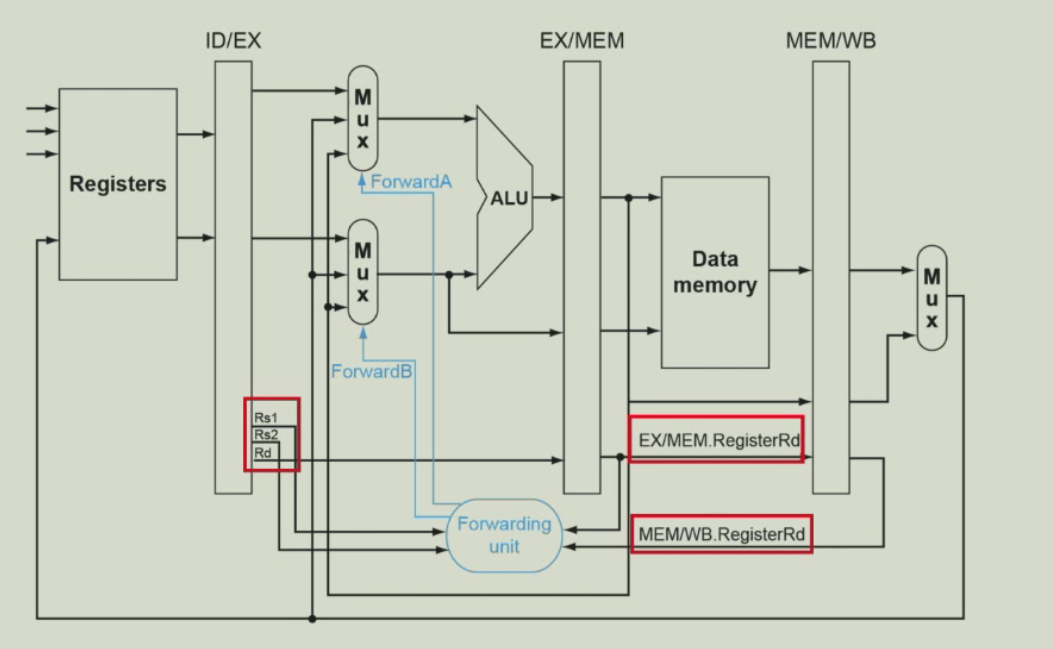 ID/EX
EX/MEM
MEM/WB
Mux
Registers
ForwardA
ALU
Mux
Data
memory
Mux
ForwardB
Rs1
Rs2
Rd
EX/MEM.RegisterRd
Forwarding
unit
MEM/WB.RegisterRd